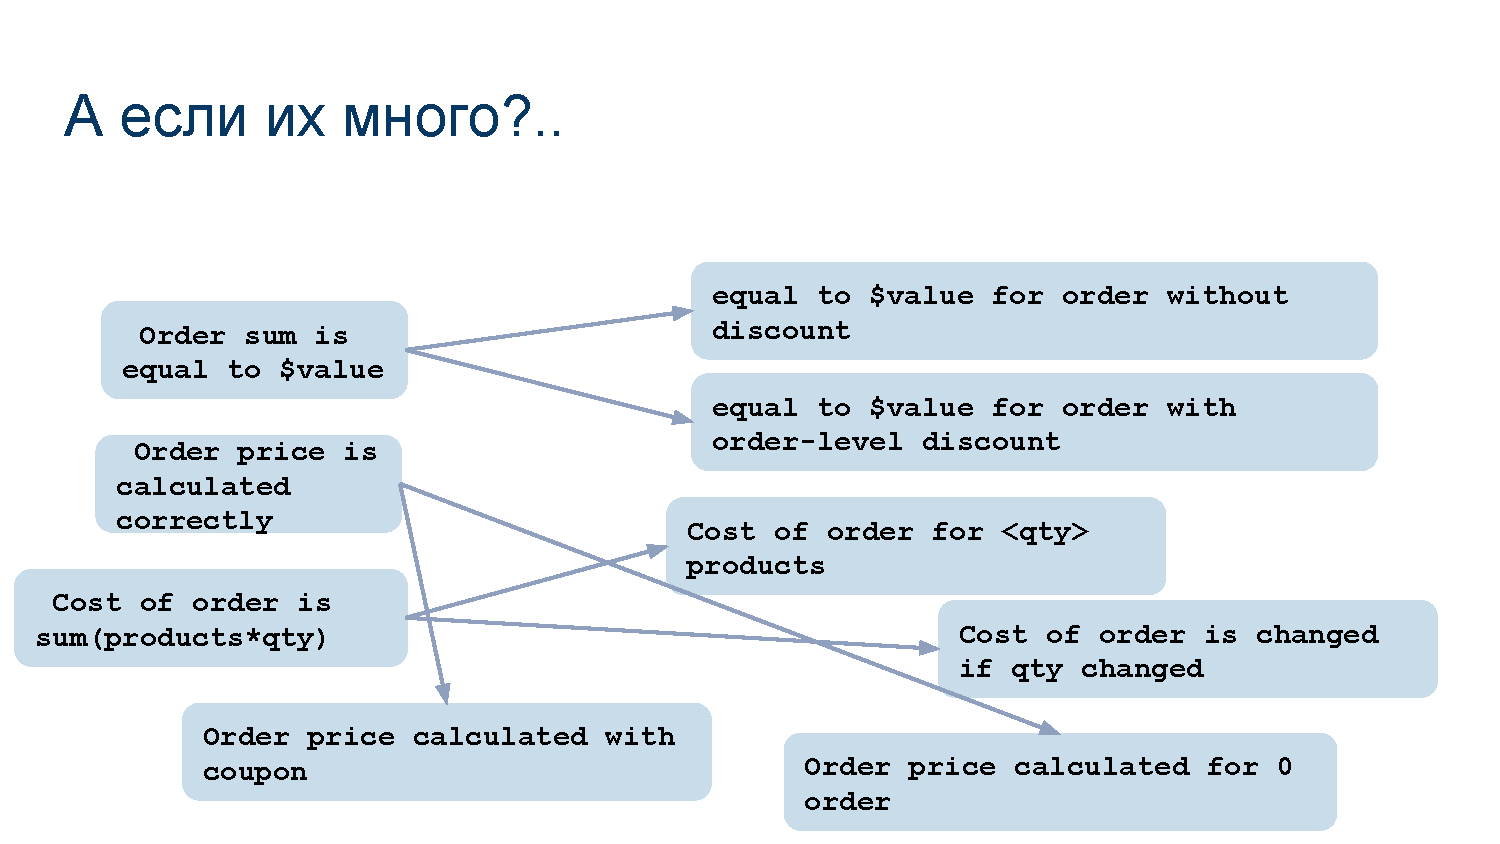 А если их много?..
Order sum is
equal to $value
equal to $value for order without
discount
equal to $value for order with
order-level discount
Order price is
calculated
correctly
Cost of order for <qty>
products
Cost of order is
sum(products*qty)
Cost of order is changed
if qty changed
Order price calculated with
coupon
Order price calculated for 0
order